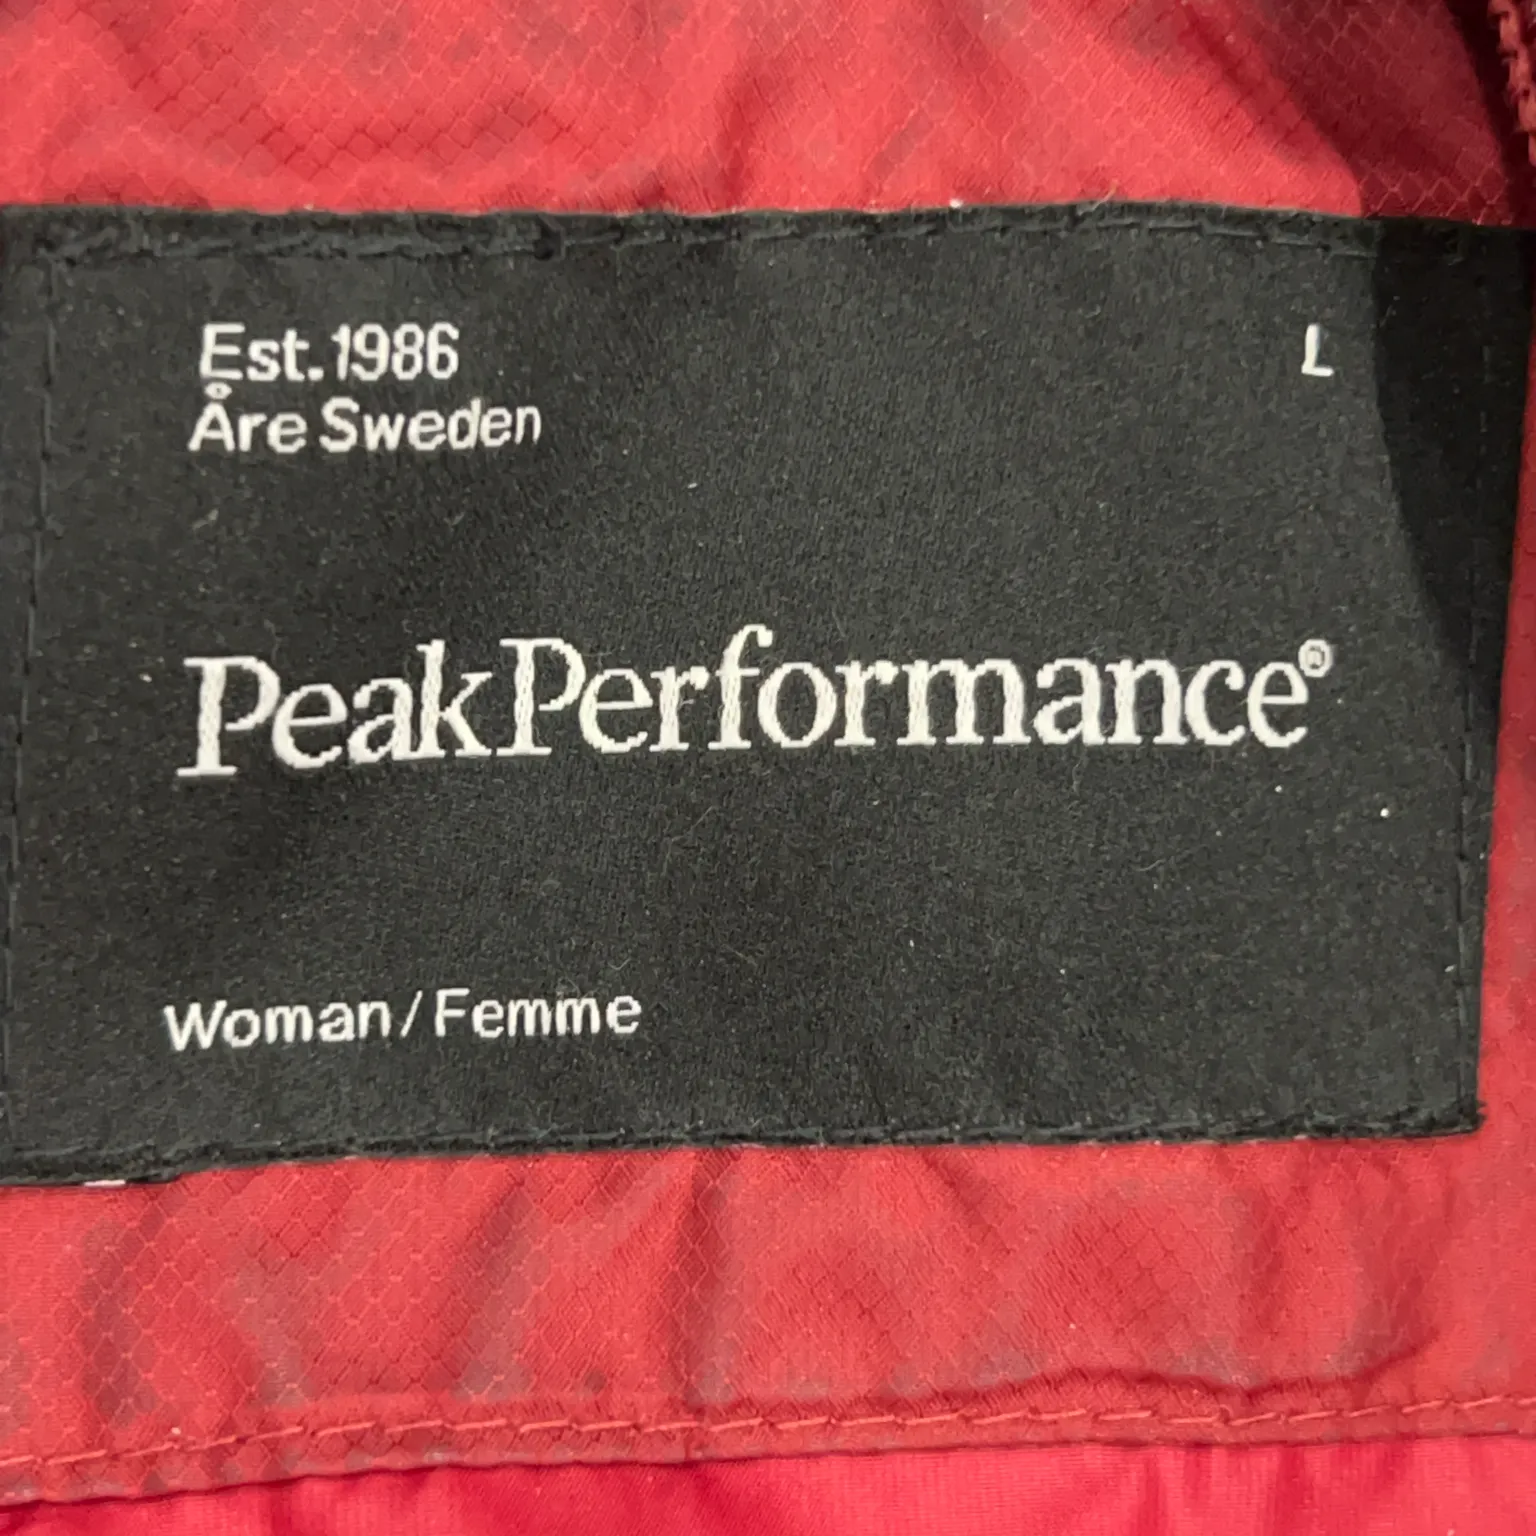 Est. 1986
Åre Sweden
L
PeakPerformance®
Woman/Femme